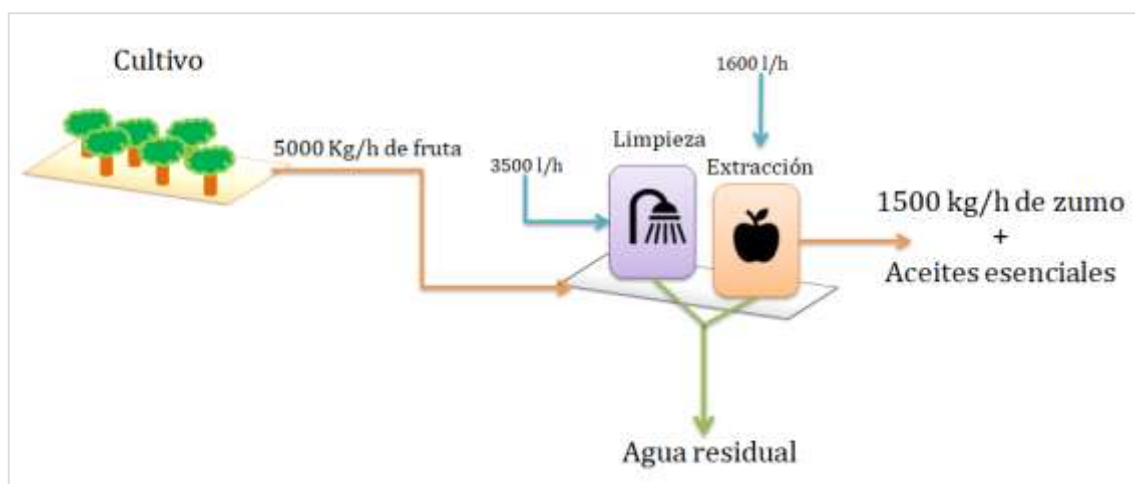 Cultivo
5000 Kg/h de fruta
3500 l/h
Limpieza
1600 l/h
Extracción
1500 kg/h de zumo
+
Aceites esenciales
Agua residual